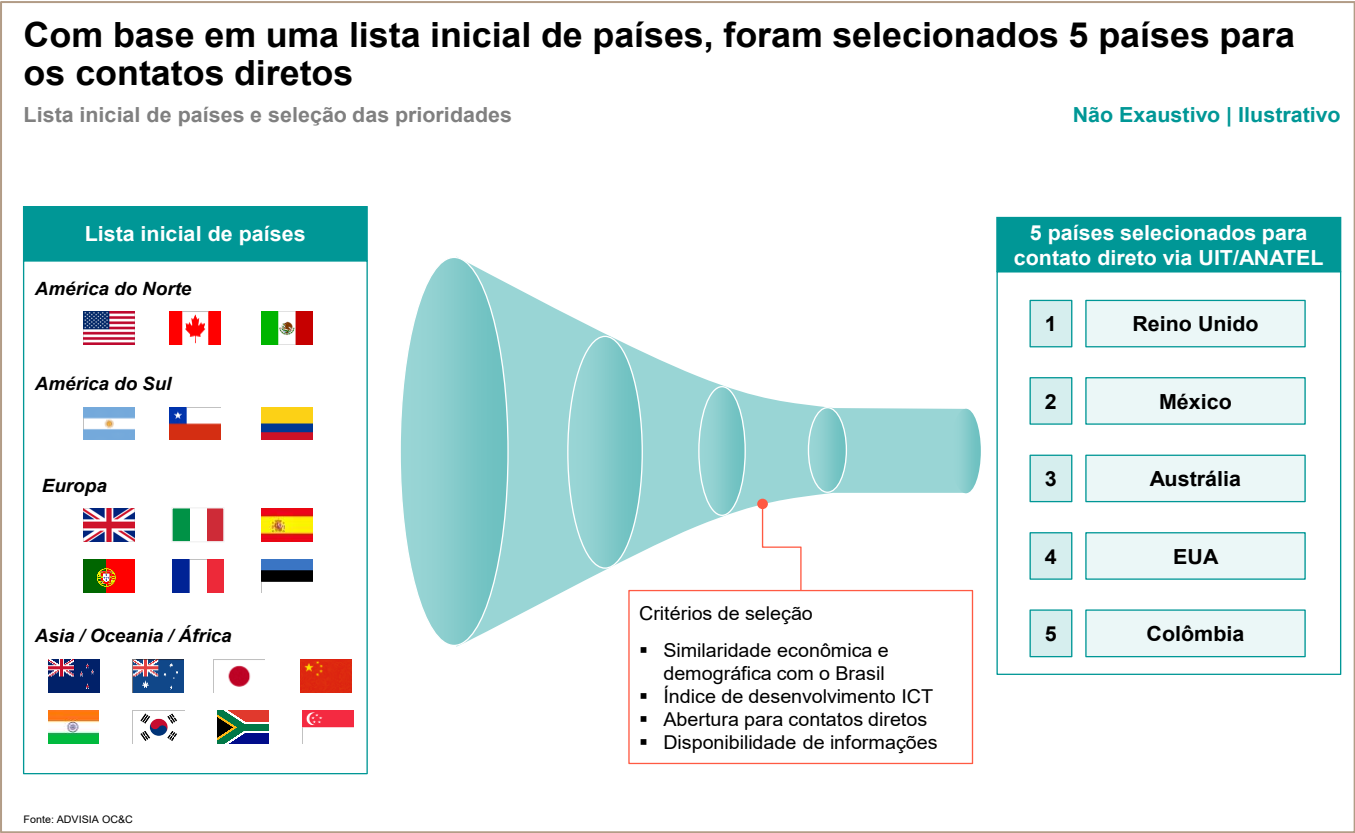 Com base em uma lista inicial de países, foram selecionados 5 países para
os contatos diretos
Lista inicial de países e seleção das prioridades
Não Exaustivo | Ilustrativo
Lista inicial de países
América do Norte
América do Sul
Europa
Asia / Oceania / África
Critérios de seleção
▪ Similaridade econômica e
demográfica com o Brasil
▪ Índice de desenvolvimento ICT
▪ Abertura para contatos diretos
▪ Disponibilidade de informações
5 países selecionados para
contato direto via UIT/ANATEL
1 Reino Unido
2 México
3 Austrália
4 EUA
5 Colômbia
Fonte: ADVISIA OC&C